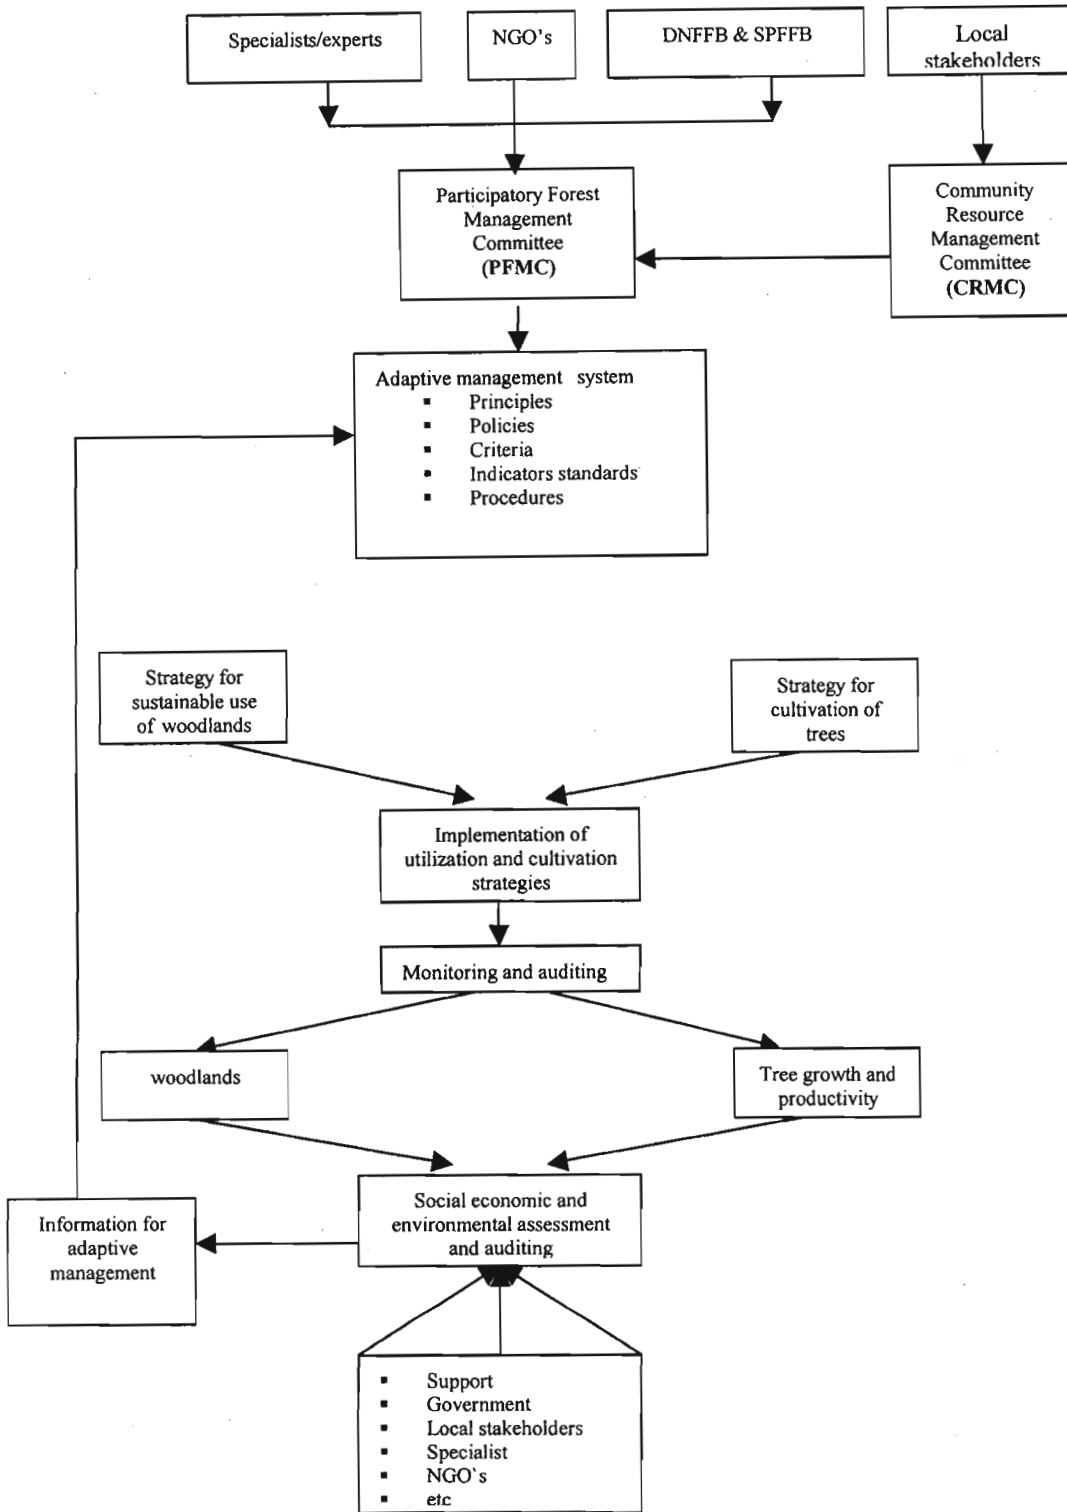 Specialists/experts
NGO's
DNFFB & SPFFB
Local
stakeholders
Participatory Forest
Management
Committee
(PFMC)
Community
Resource
Management
Committee
(CRMC)
Adaptive management system
▪ Principles
▪ Policies
▪ Criteria
▪ Indicators standards
▪ Procedures
Strategy for
sustainable use
of woodlands
Strategy for
cultivation of
trees
Implementation of
utilization and cultivation
strategies
Monitoring and auditing
woodlands
Tree growth and
productivity
Social economic and
environmental assessment
and auditing
Information for
adaptive
management
▪ Support
▪ Government
▪ Local stakeholders
▪ Specialist
▪ NGO's
▪ etc